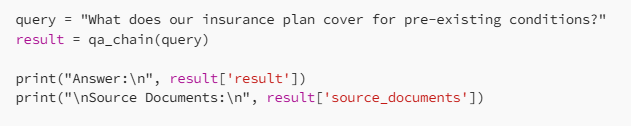 query = "What does our insurance plan cover for pre-existing conditions?"
result = qa_chain(query)
print("Answer:\n", result['result'])
print("\nSource Documents:\n", result['source_documents'])